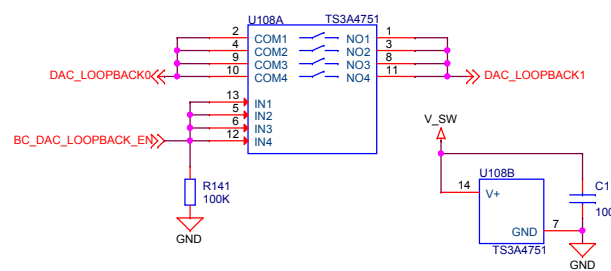 U108A TS3A4751
2 COM1 NO1 1
4 COM2 NO2 3
9 COM3 NO3 8
10 COM4 NO4 11
DAC_LOOPBACK0 DAC_LOOPBACK1
13 IN1
5 IN2
6 IN3
12 IN4
BC_DAC_LOOPBACK_EN
V_SW
R141
100K
GND
U108B
14 V+
GND 7
TS3A4751
C1
100
GND